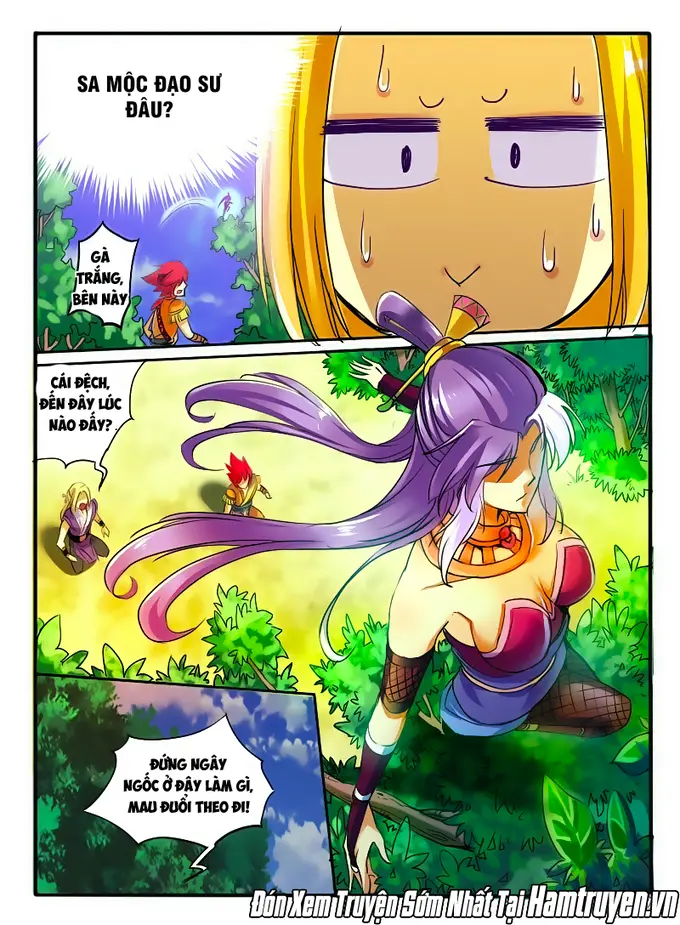 SA MỘC ĐẠO SƯ
ĐÂU?
GÀ
TRẮNG,
BÊN NÀY
CÁI ĐỆCH,
ĐẾN ĐÂY LÚC
NÀO ĐẤY?
ĐỨNG NGÂY
NGỐC Ở ĐÂY LÀM GÌ,
MAU ĐUỔI THEO ĐI!
Đón Xem Truyện Sớm Nhất Tại Hamtruyen.vn